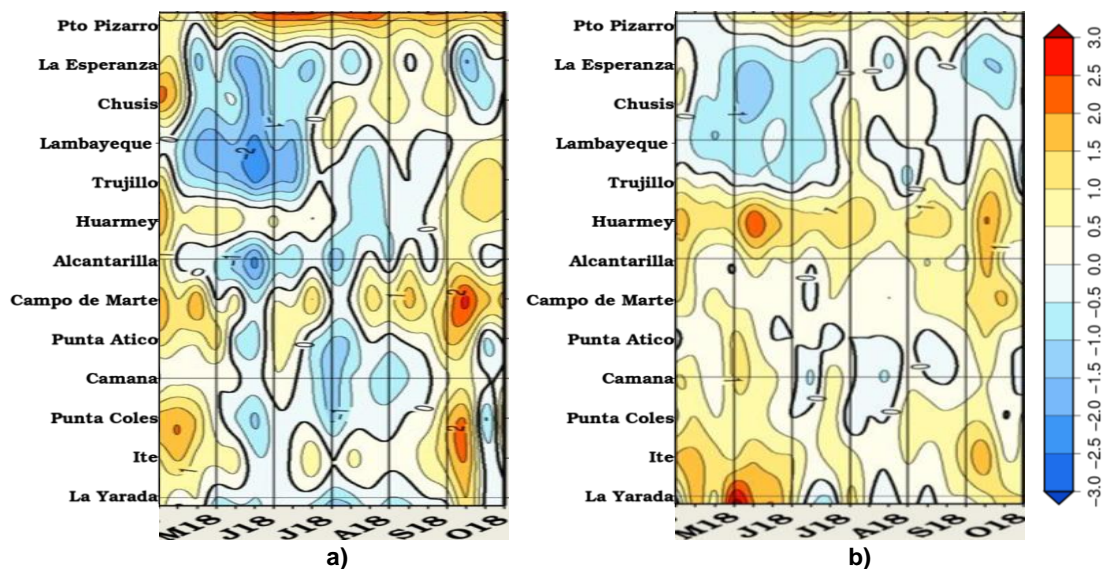 Pto Pizarro
La Esperanza
Chusis
Lambayeque
Trujillo
Huarmey
Alcantarilla
Campo de Marte
Punta Atico
Camana
Punta Coles
Ite
La Yarada
M18 J18 J18 A18 S18 O18
a)
Pto Pizarro
La Esperanza
Chusis
Lambayeque
Trujillo
Huarmey
Alcantarilla
Campo de Marte
Punta Atico
Camana
Punta Coles
Ite
La Yarada
M18 J18 J18 A18 S18 O18
b)
3.0
2.5
2.0
1.5
1.0
0.5
0.0
−0.5
−1.0
−1.5
−2.0
−2.5
−3.0